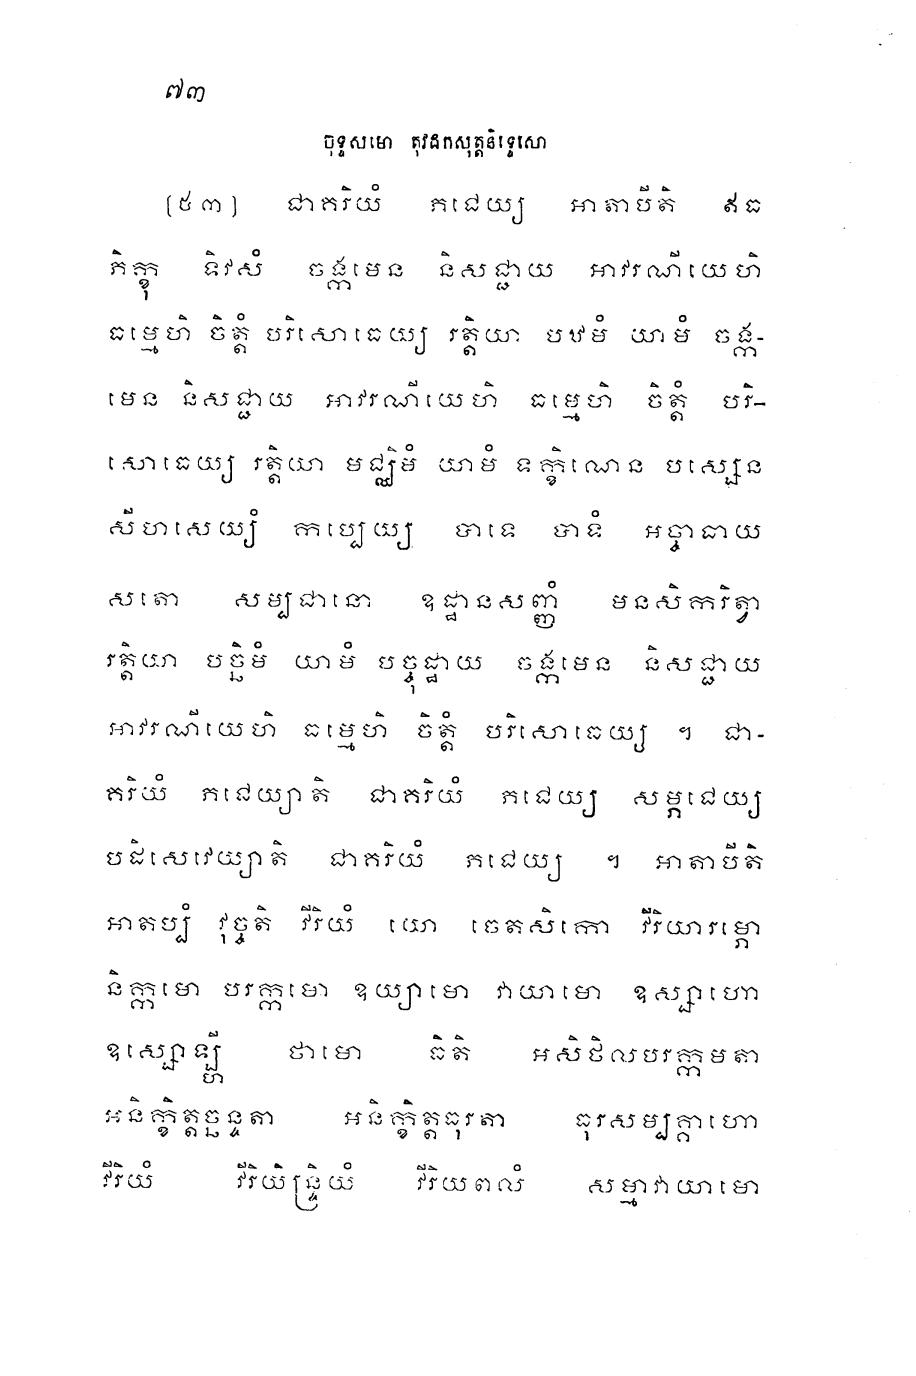 ៧៣
ចុទ្ទសមោ តុវដកសុត្តនិទ្ទេសោ
(៥៣) ជាគរិយំ ភជេយ្យ អាតាបីតិ ឥធ
ភិក្ខុ ទិវសំ ចង្កមេន និសជ្ជាយ អាវរណីយេហិ
ធម្មេហិ ចិត្តំ បរិសោធេយ្យ រត្តិយា បឋមំ យាមំ ចង្ក-
មេន និសជ្ជាយ អាវរណីយេហិ ធម្មេហិ ចិត្តំ បរិ-
សោធេយ្យ រត្តិយា មជ្ឈិមំ យាមំ ទក្ខិណេន បស្សេន
សីហសេយ្យំ កប្បេយ្យ បាទេ បាទំ អច្ចាធាយ
សតោ សម្បជានោ ឧដ្ឋានសញ្ញំ មនសិករិត្វា
រត្តិយា បច្ឆិមំ យាមំ បច្ចុដ្ឋាយ ចង្កមេន និសជ្ជាយ
អាវរណីយេហិ ធម្មេហិ ចិត្តំ បរិសោធេយ្យ ។ ជា-
គរិយំ ភជេយ្យាតិ ជាគរិយំ ភជេយ្យ សម្ភជេយ្យ
បដិសេវេយ្យាតិ ជាគរិយំ ភជេយ្យ ។ អាតាបីតិ
អាតប្បំ វុច្ចតិ វីរិយំ យោ ចេតសិកោ វីរិយារម្ភោ
និក្កមោ បរក្កមោ ឧយ្យាមោ វាយាមោ ឧស្សាហោ
ឧស្សោឡ្ហី ថាមោ ធិតិ អសិថិលបរក្កមតា
អនិក្ខិត្តច្ឆន្ទតា អនិក្ខិត្តធុរតា ធុរសម្បគ្គាហោ
វីរិយំ វីរិយិន្ទ្រិយំ វីរិយពលំ សម្មាវាយាមោ